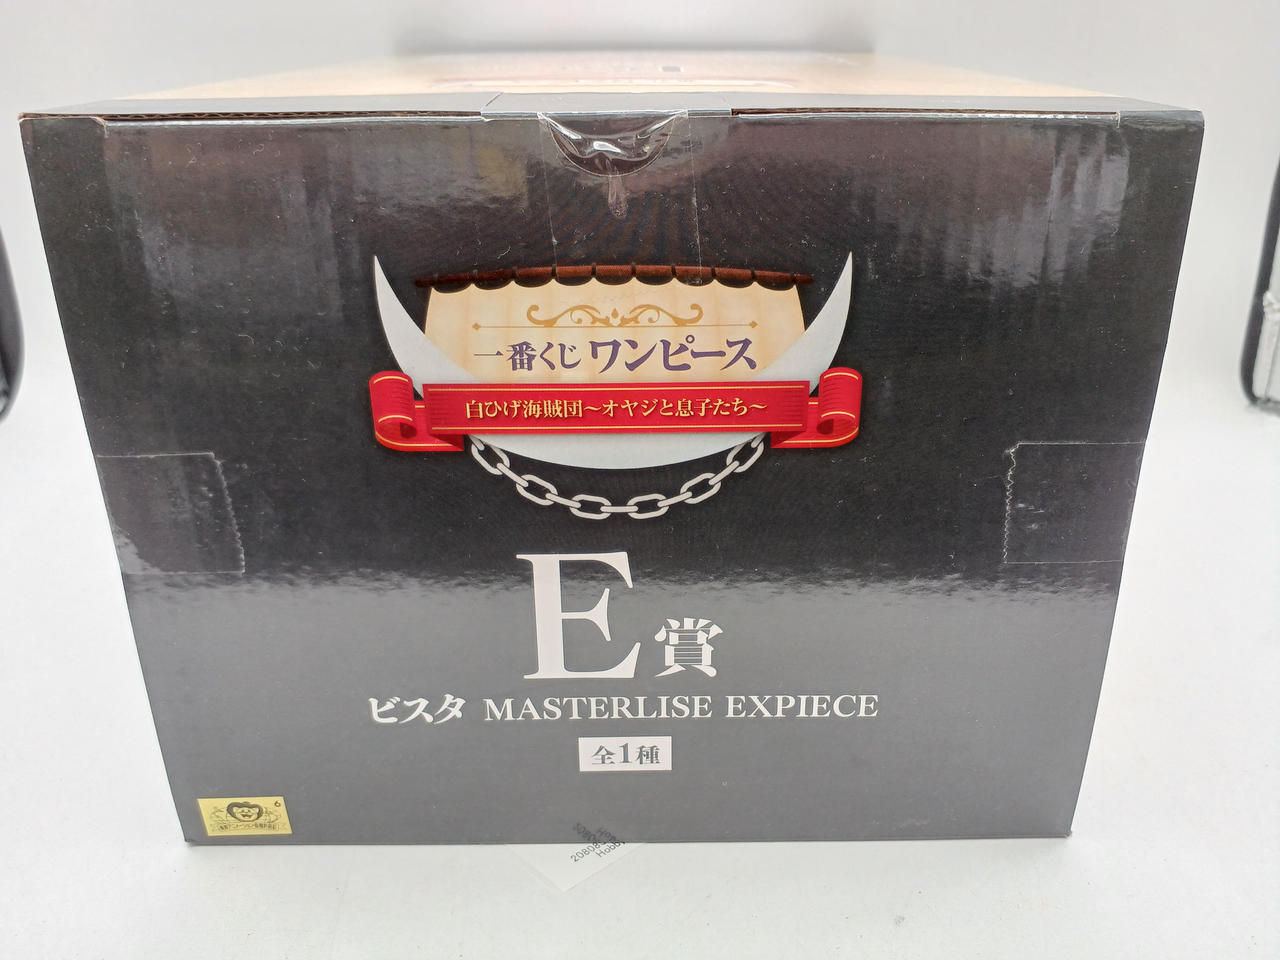 一番くじ ワンピース
白ひげ海賊団〜オヤジと息子たち〜
E賞
ビスタ MASTERLISE EXPIECE
全1種
6